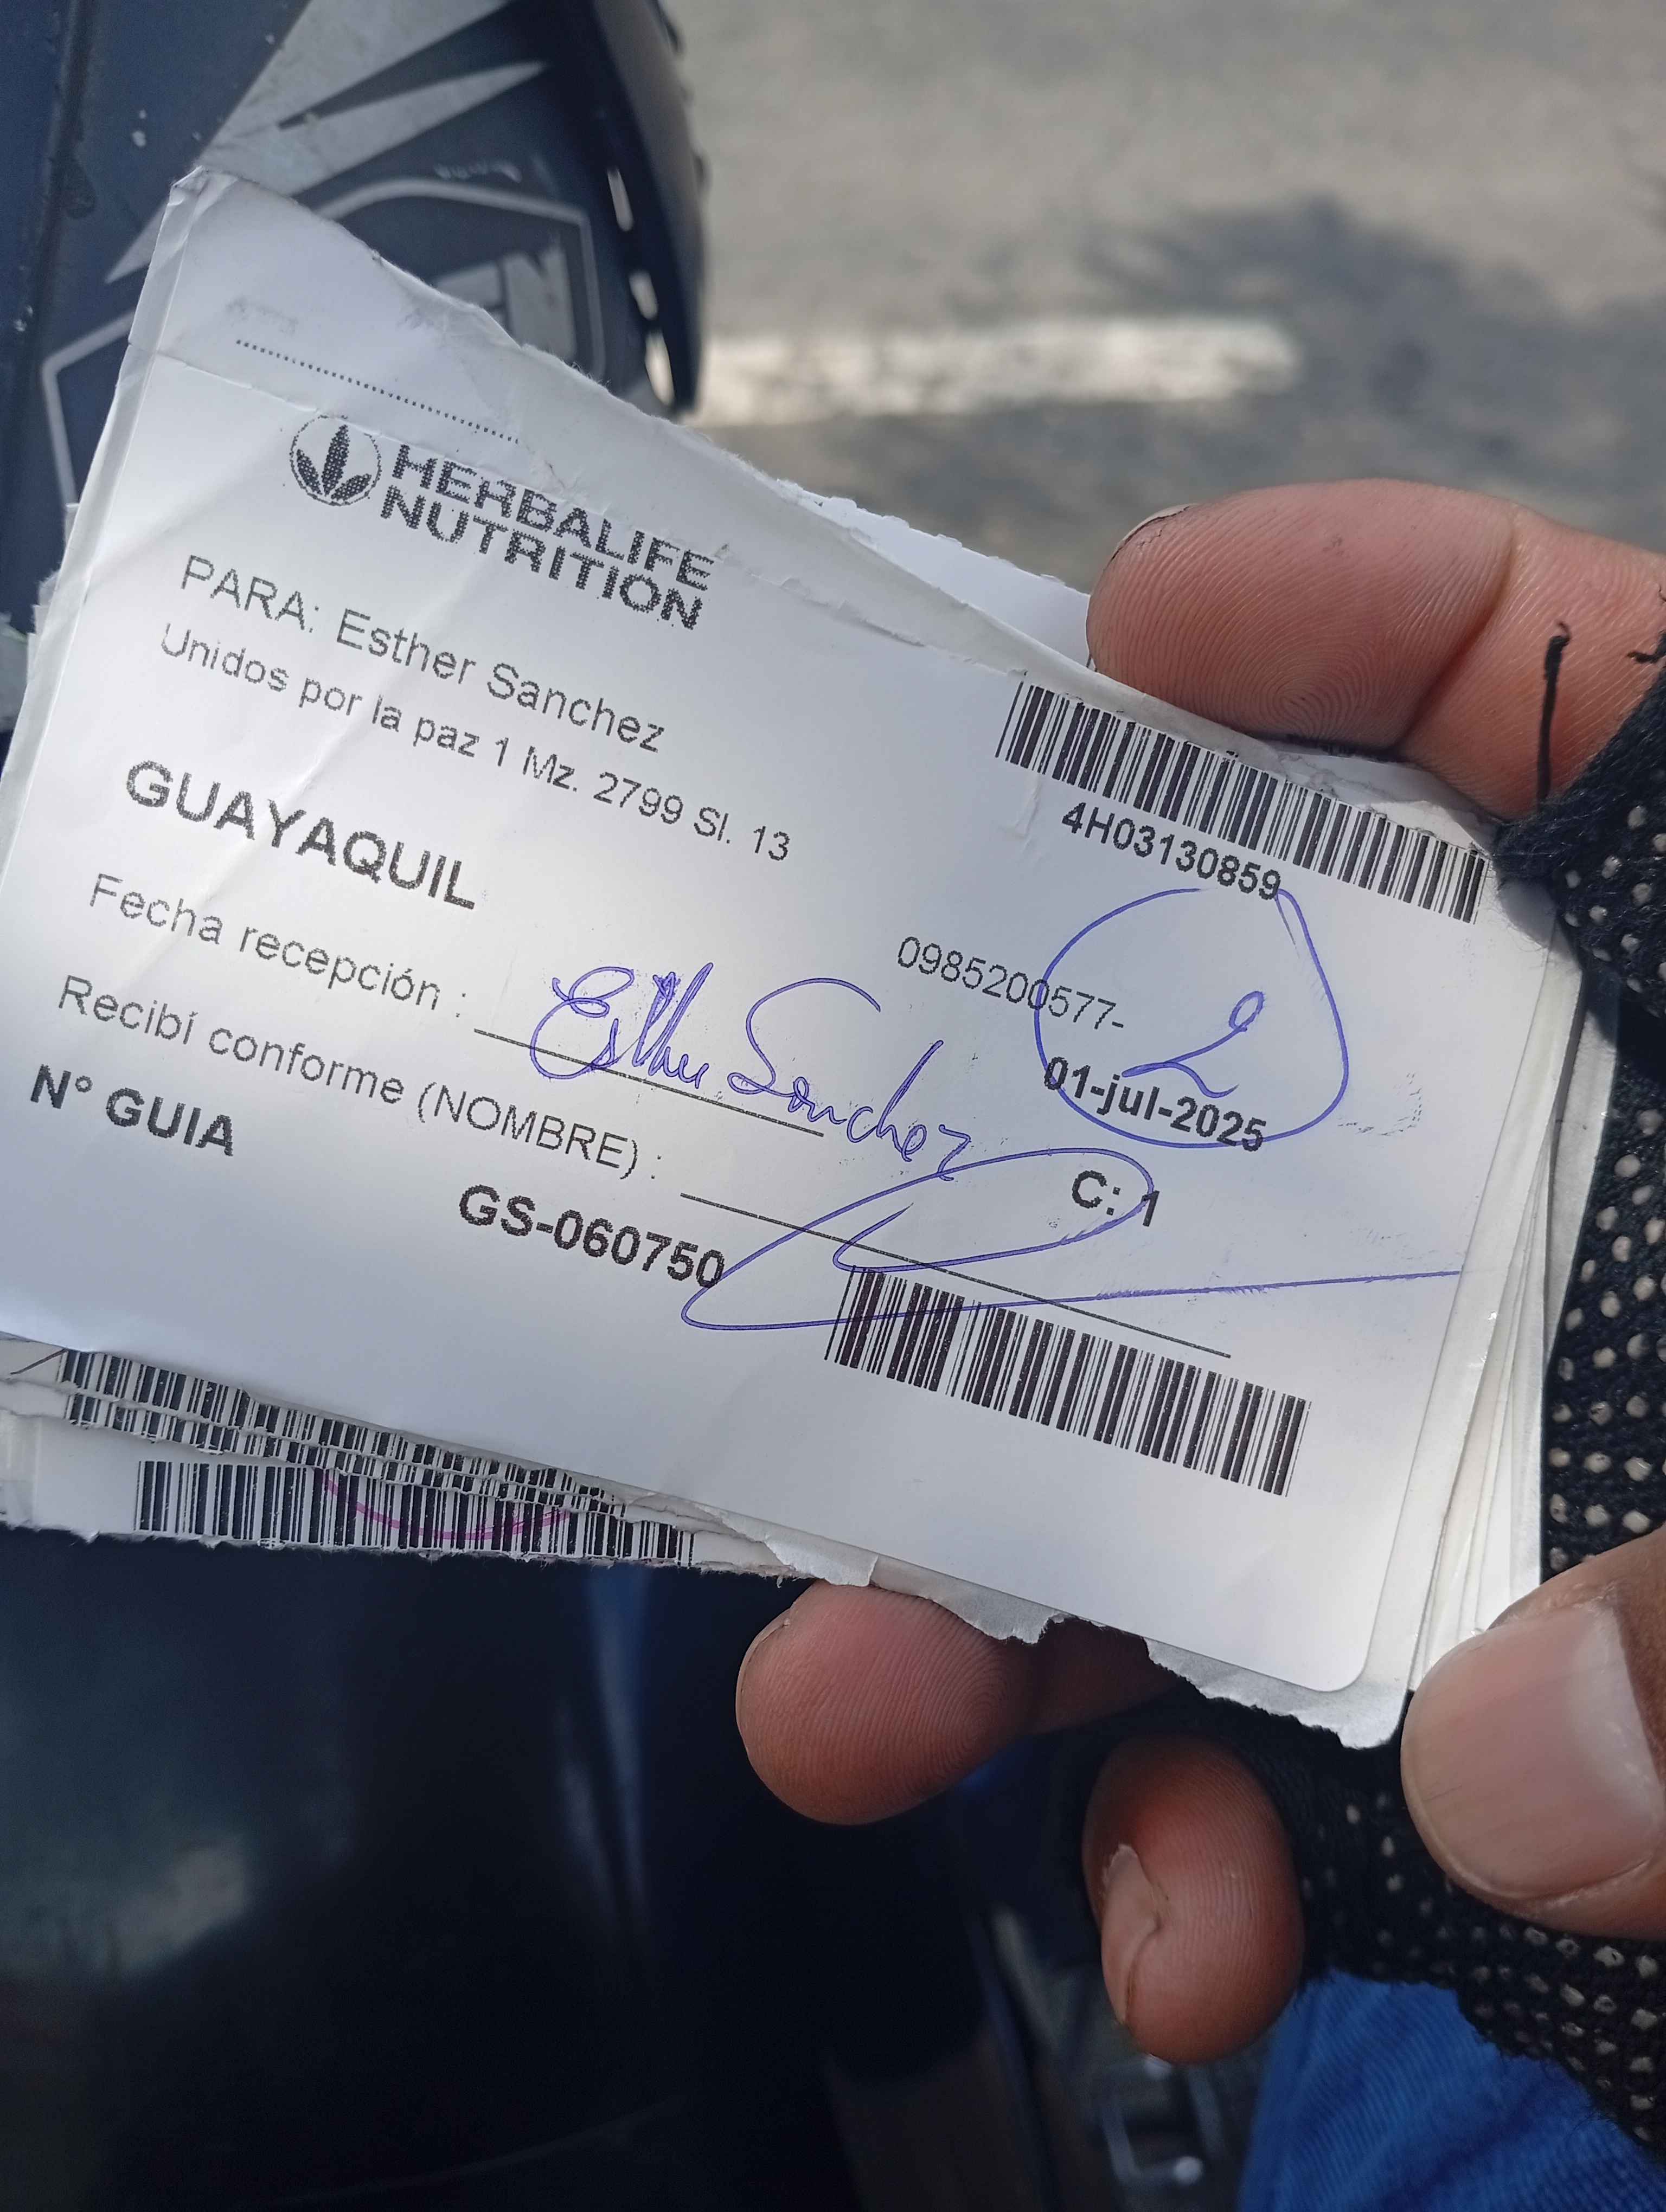 HERBALIFE
NUTRITION
PARA: Esther Sanchez
Unidos por la paz 1 Mz. 2799 Sl. 13
4H03130859
GUAYAQUIL
0985200577-
2
01-jul-2025
Fecha recepción :
Esther Sanchez
Recibí conforme (NOMBRE) :
C: 1
N° GUIA
GS-060750